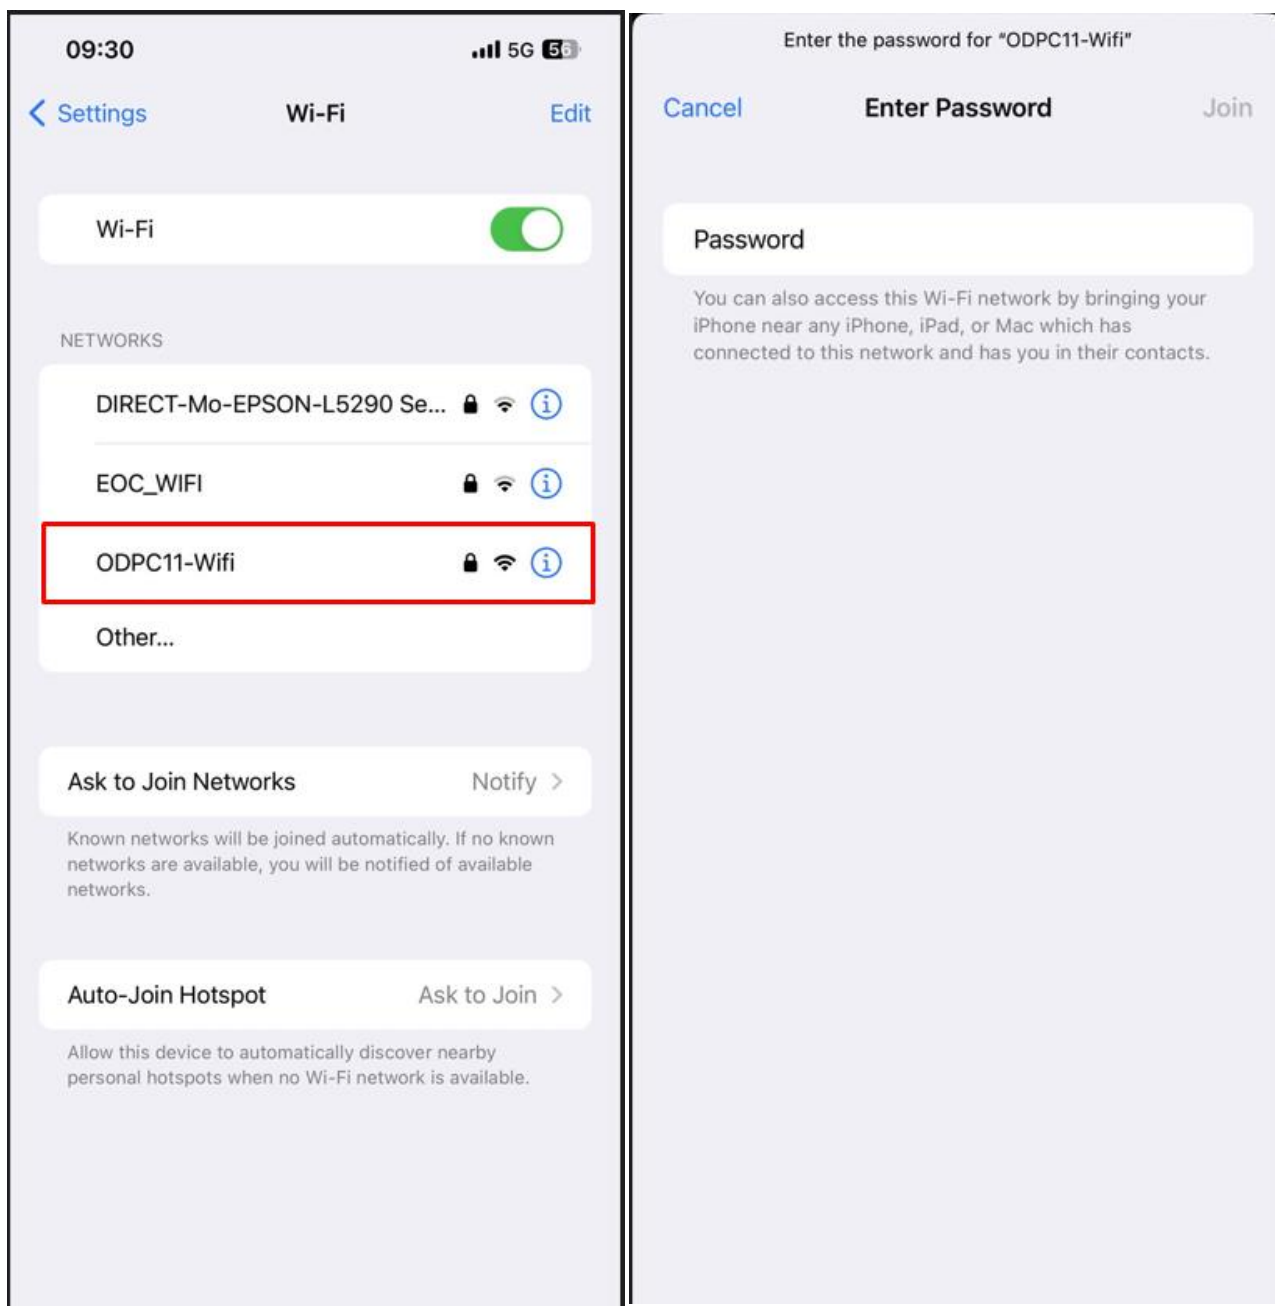 09:30
5G 56
Settings
Wi-Fi
Edit
Wi-Fi
NETWORKS
DIRECT-Mo-EPSON-L5290 Se...
EOC_WIFI
ODPC11-Wifi
Other...
Ask to Join Networks
Notify
Known networks will be joined automatically. If no known
networks are available, you will be notified of available
networks.
Auto-Join Hotspot
Ask to Join
Allow this device to automatically discover nearby
personal hotspots when no Wi-Fi network is available.
Enter the password for “ODPC11-Wifi”
Cancel
Enter Password
Join
Password
You can also access this Wi-Fi network by bringing your
iPhone near any iPhone, iPad, or Mac which has
connected to this network and has you in their contacts.